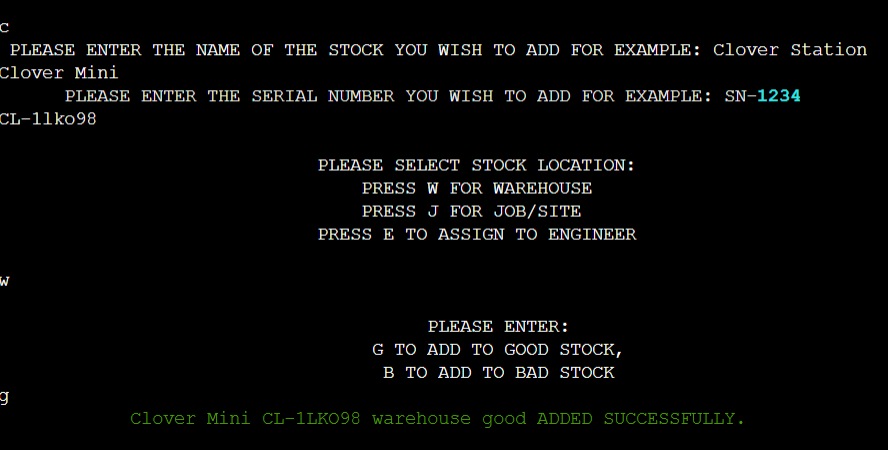 c
PLEASE ENTER THE NAME OF THE STOCK YOU WISH TO ADD FOR EXAMPLE: Clover Station
Clover Mini
PLEASE ENTER THE SERIAL NUMBER YOU WISH TO ADD FOR EXAMPLE: SN-1234
CL-1lko98
PLEASE SELECT STOCK LOCATION:
PRESS W FOR WAREHOUSE
PRESS J FOR JOB/SITE
PRESS E TO ASSIGN TO ENGINEER
w
PLEASE ENTER:
G TO ADD TO GOOD STOCK,
B TO ADD TO BAD STOCK
g
Clover Mini CL-1LKO98 warehouse good ADDED SUCCESSFULLY.